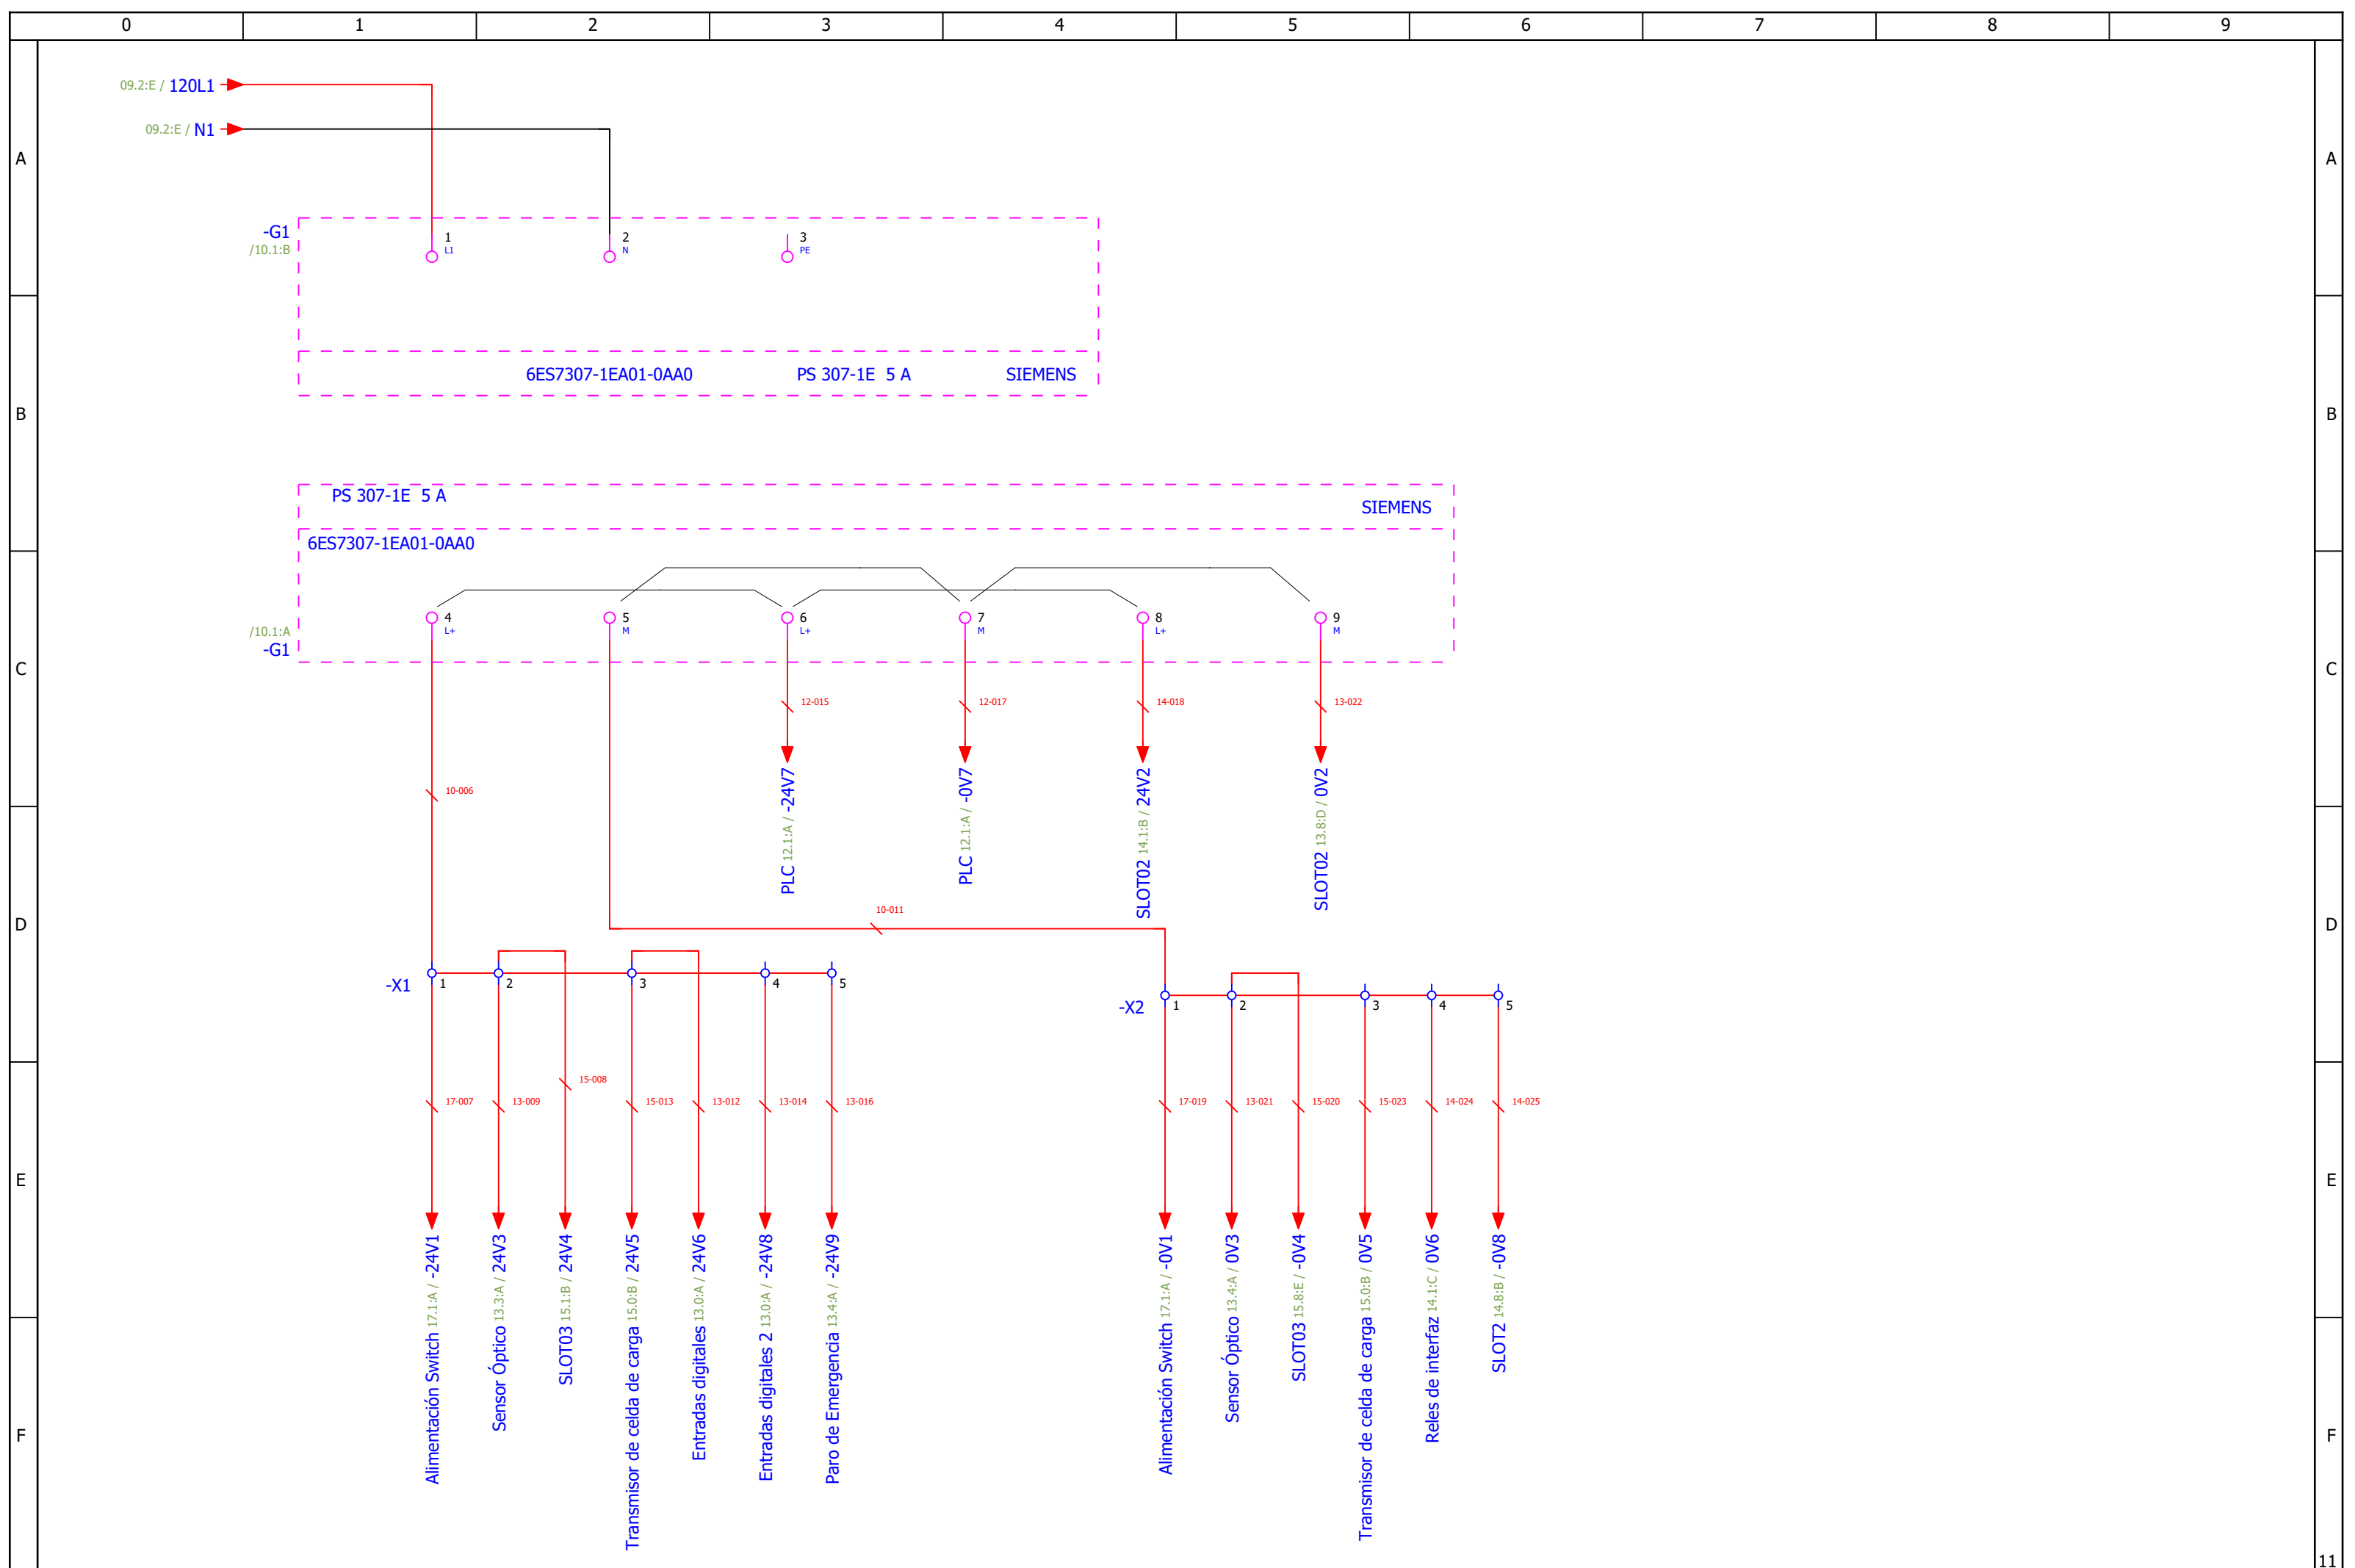 0 1 2 3 4 5 6 7 8 9
09.2:E / 120L1
09.2:E / N1
A A
-G1
/10.1:B
1 2 3
L1 N PE
6ES7307-1EA01-0AA0 PS 307-1E 5 A SIEMENS
B B
PS 307-1E 5 A
SIEMENS
6ES7307-1EA01-0AA0
4 5 6 7 8 9
L+ M L+ M L+ M
/10.1:A
-G1
C C
12-015 12-017 14-018 13-022
10-006
PLC 12.1:A / -24V7
PLC 12.1:A / -0V7
SLOT02 14.1:B / 24V2
SLOT02 13.8:D / 0V2
10-011
D D
-X1 1 2 3 4 5
-X2 1 2 3 4 5
15-008
17-007 13-009 15-013 13-012 13-014 13-016 17-019 13-021 15-020 15-023 14-024 14-025
E E
Alimentación Switch 17.1:A / -24V1
Sensor Óptico 13.3:A / 24V3
SLOT03 15.1:B / 24V4
Transmisor de celda de carga 15.0:B / 24V5
Entradas digitales 13.0:A / 24V6
Entradas digitales 2 13.0:A / -24V8
Paro de Emergencia 13.4:A / -24V9
Alimentación Switch 17.1:A / -0V1
Sensor Óptico 13.4:A / 0V3
SLOT03 15.8:E / -0V4
Transmisor de celda de carga 15.0:B / 0V5
Reles de interfaz 14.1:C / 0V6
SLOT2 14.8:B / -0V8
F F
11